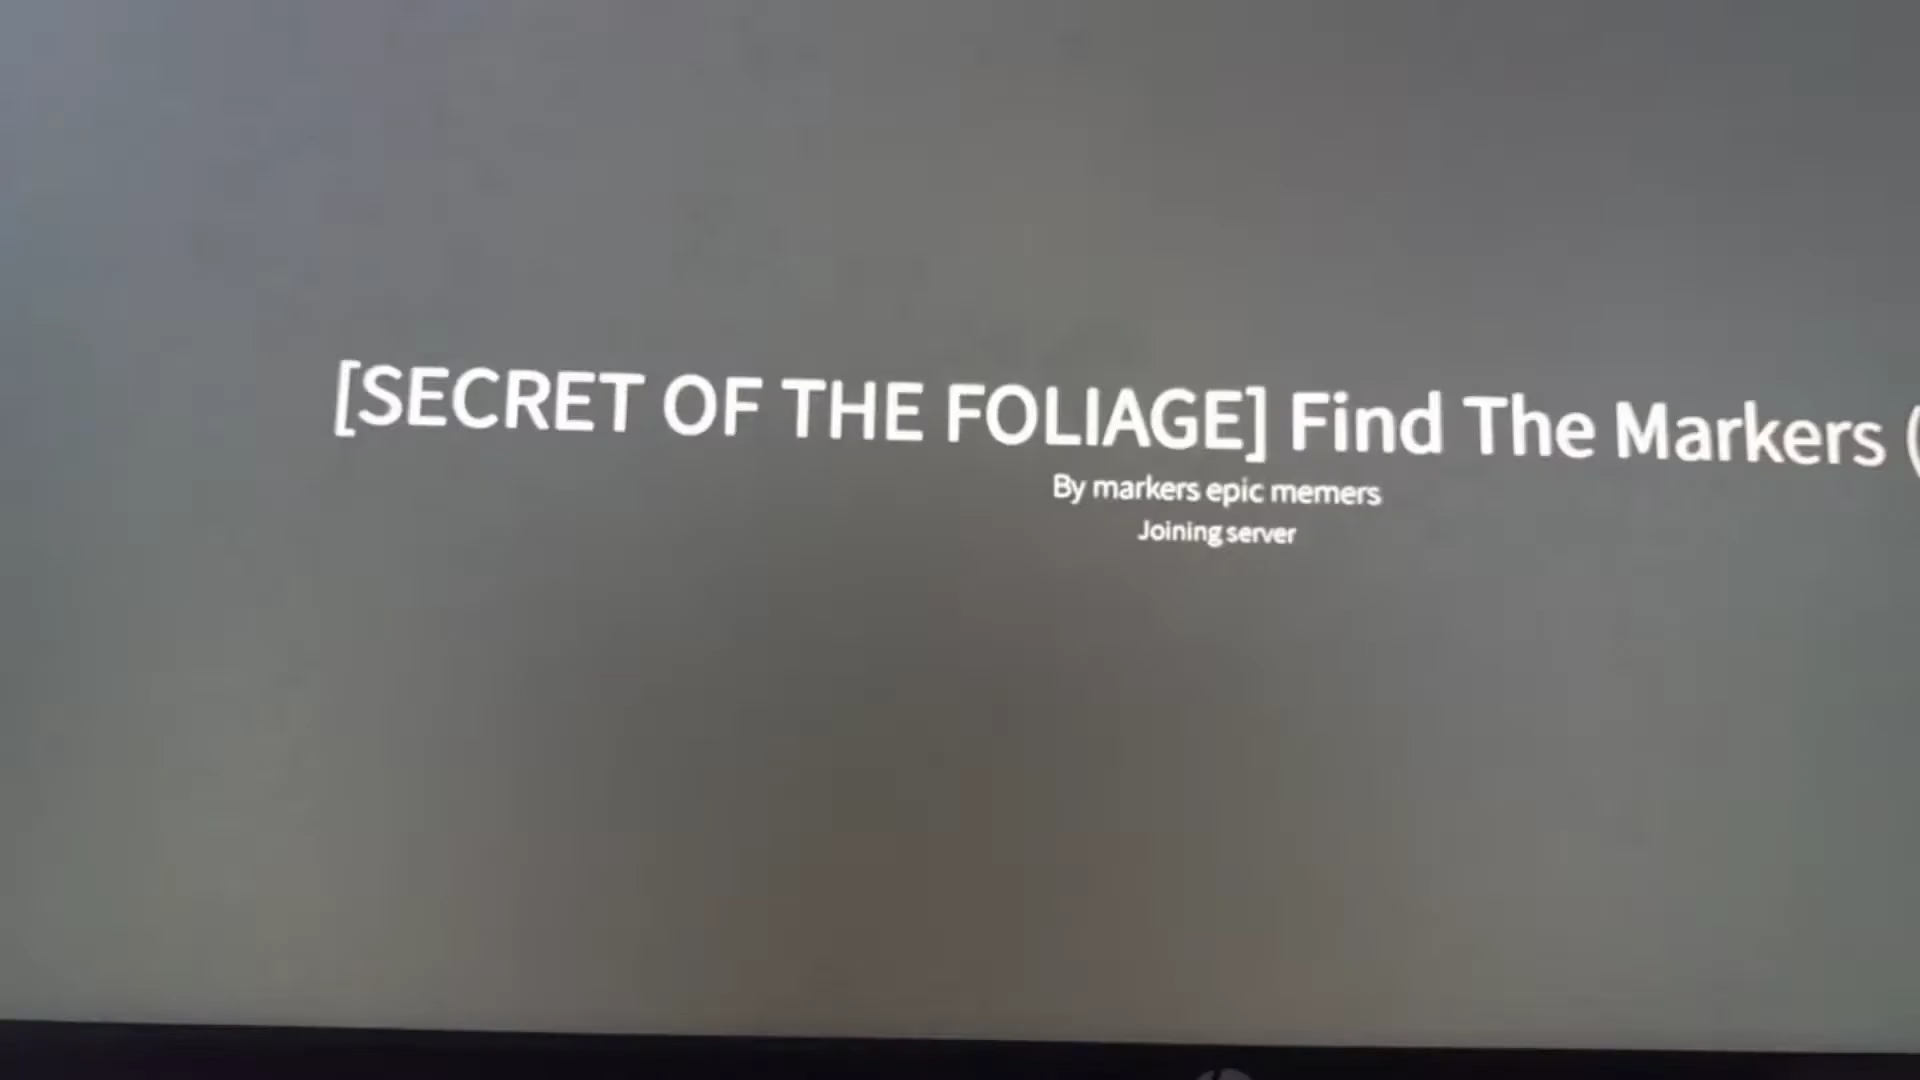 [SECRET OF THE FOLIAGE] Find The Markers (
By markers epic memers
Joining server